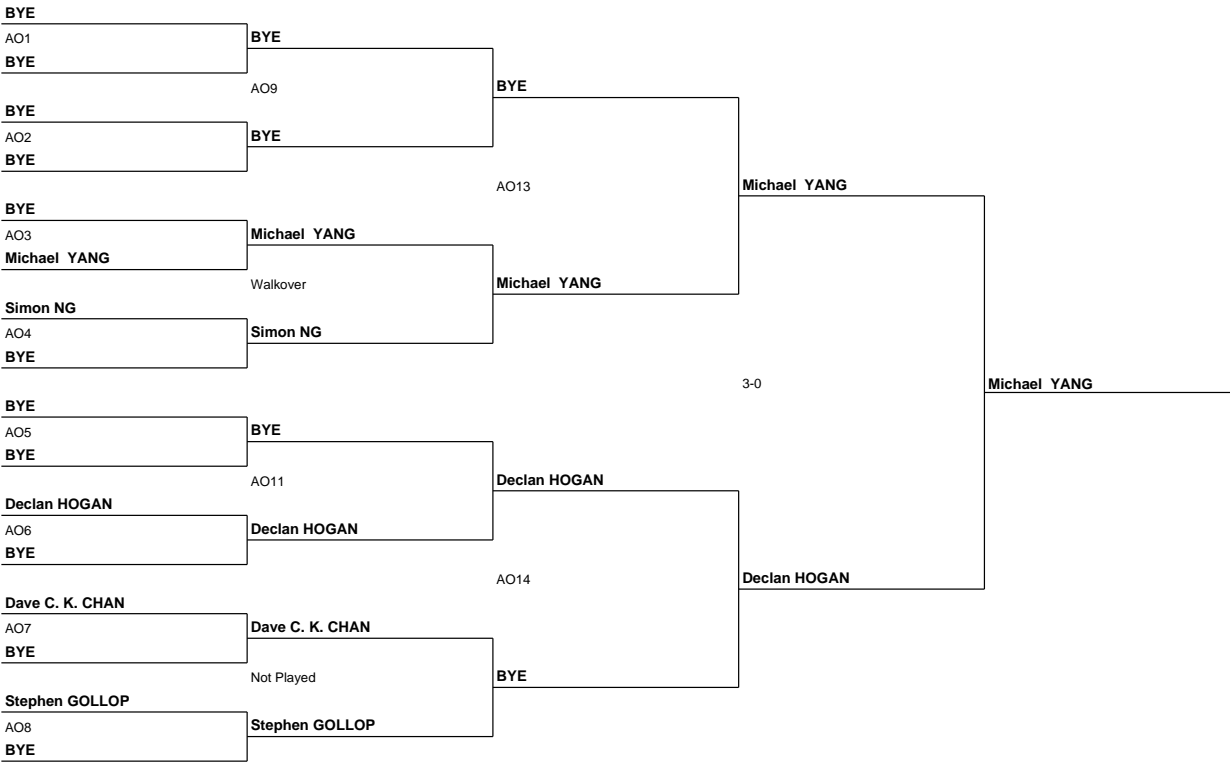 BYE
AO1
BYE
BYE
AO9
BYE
BYE
AO2
BYE
BYE
AO13
Michael YANG
BYE
AO3
Michael YANG
Michael YANG
Walkover
Michael YANG
Simon NG
AO4
Simon NG
BYE
3-0
Michael YANG
BYE
AO5
BYE
BYE
AO11
Declan HOGAN
Declan HOGAN
AO6
Declan HOGAN
BYE
AO14
Declan HOGAN
Dave C. K. CHAN
AO7
Dave C. K. CHAN
BYE
Not Played
BYE
Stephen GOLLOP
AO8
Stephen GOLLOP
BYE